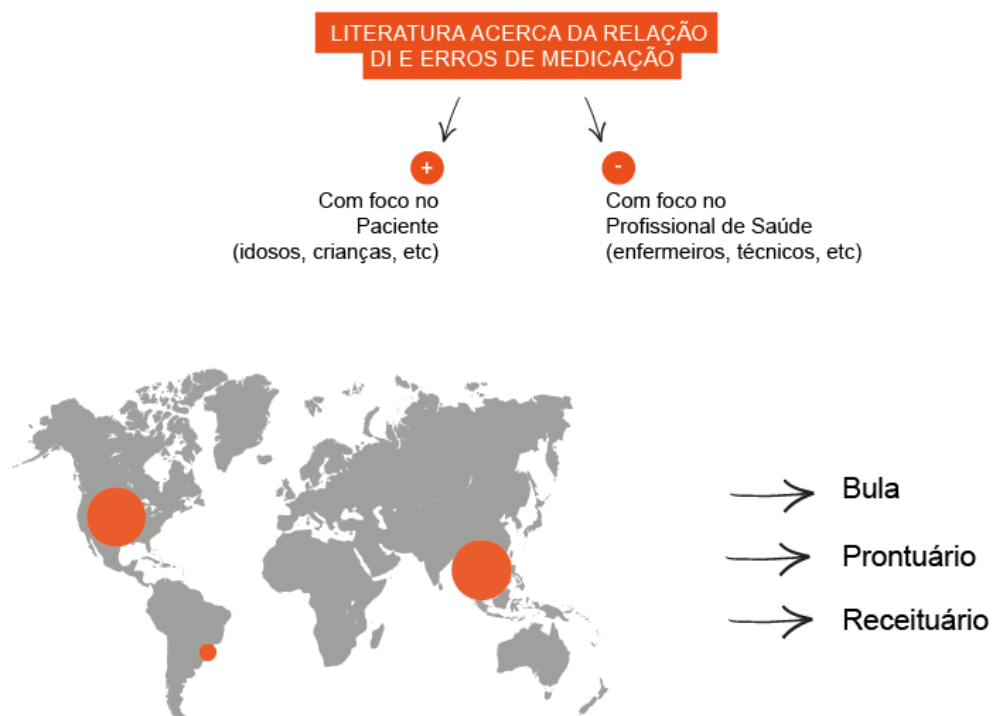 LITERATURA ACERCA DA RELAÇÃO
DI E ERROS DE MEDICAÇÃO
+
Com foco no
Paciente
(idosos, crianças, etc)
-
Com foco no
Profissional de Saúde
(enfermeiros, técnicos, etc)
Bula
Prontuário
Receituário